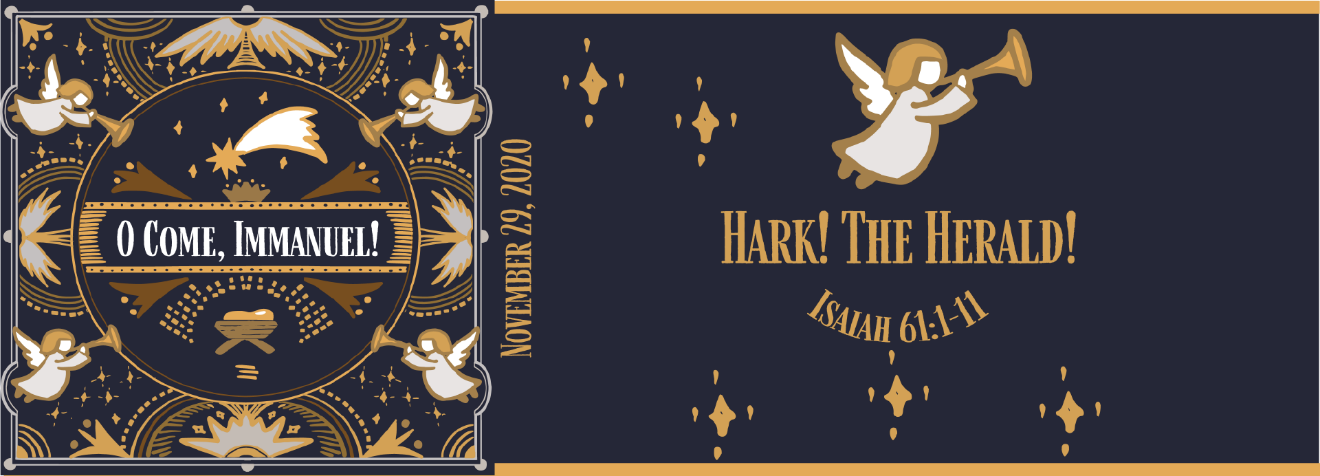 O Come, Immanuel!
November 29, 2020
Hark! The Herald!
Isaiah 61:1-11